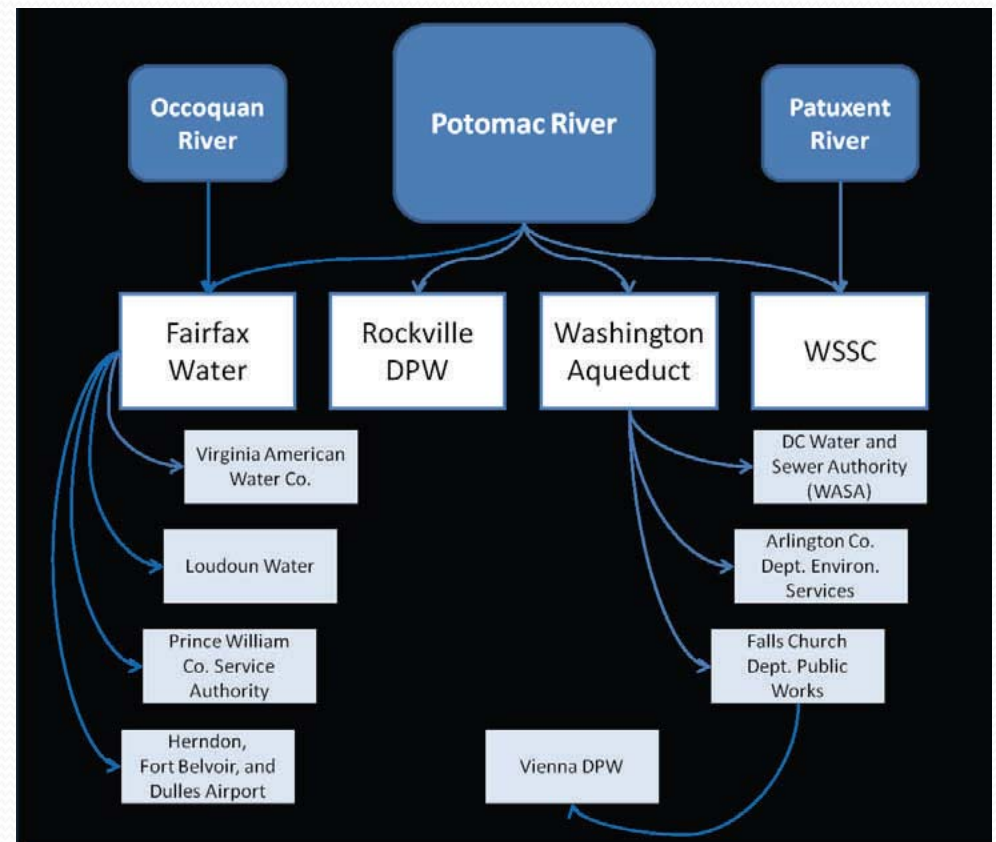 Occoquan
River
Potomac River
Patuxent
River
Fairfax
Water
Rockville
DPW
Washington
Aqueduct
WSSC
Virginia American
Water Co.
Loudoun Water
Prince William
Co. Service
Authority
Herndon,
Fort Belvoir, and
Dulles Airport
DC Water and
Sewer Authority
(WASA)
Arlington Co.
Dept. Environ.
Services
Falls Church
Dept. Public
Works
Vienna DPW